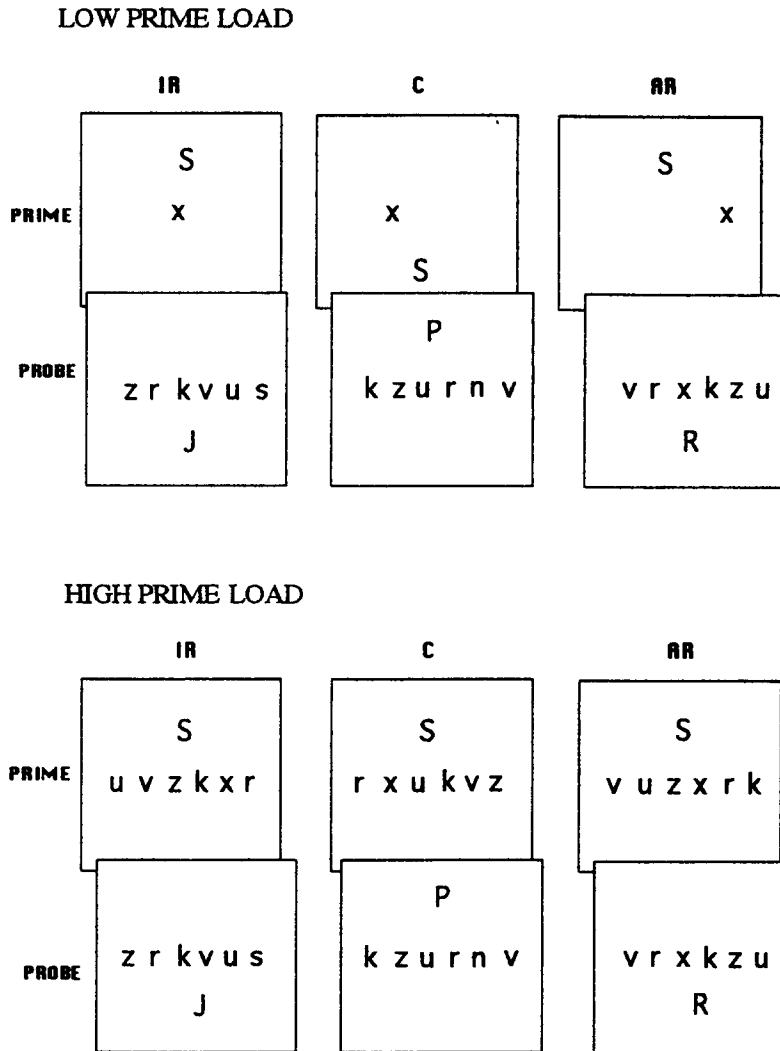 LOW PRIME LOAD
IR C AR
S S
PRIME x x x
S
P
PROBE z r k v u s k z u r n v v r x k z u
J R
HIGH PRIME LOAD
IR C AR
S S S
PRIME u v z k x r r x u k v z v u z x r k
P
PROBE z r k v u s k z u r n v v r x k z u
J R